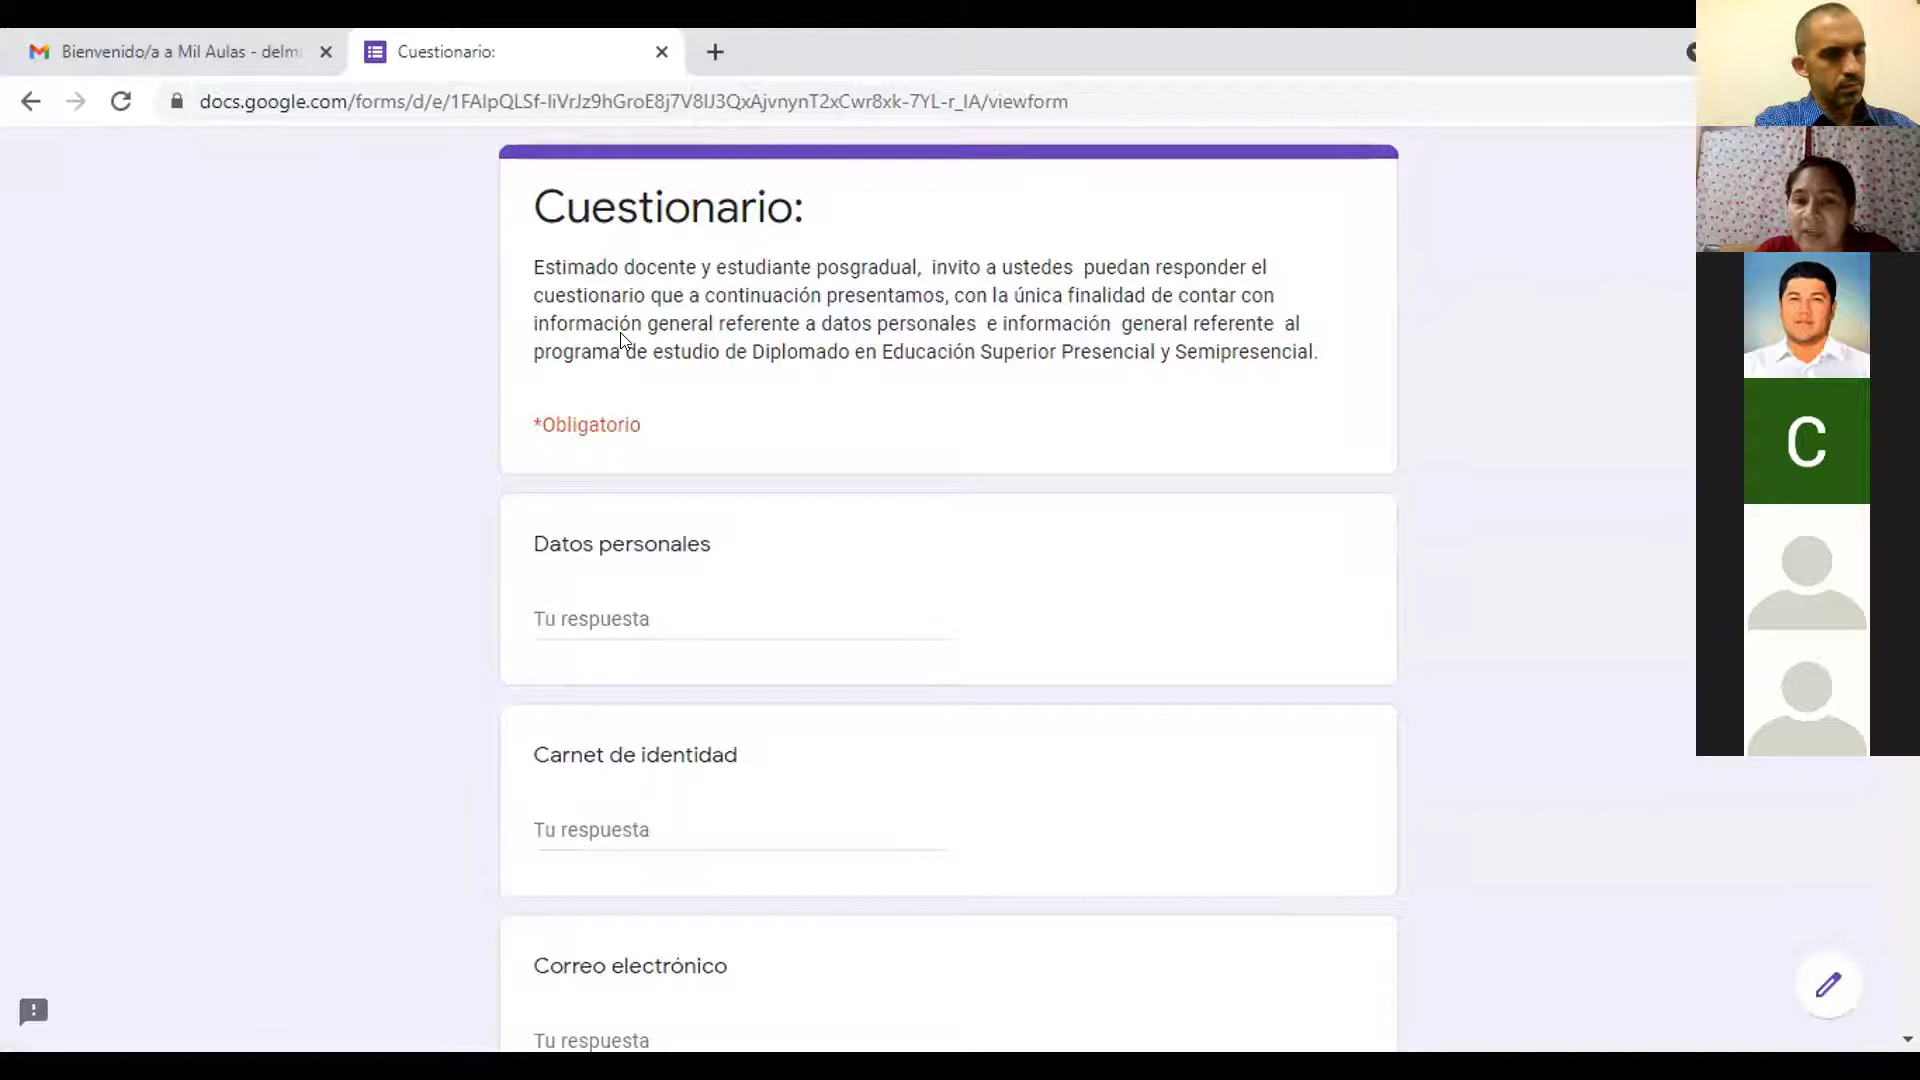 Bienvenido/a a Mil Aulas - delm
Cuestionario:
docs.google.com/forms/d/e/1FAIpQLSf-IiVrJz9hGroE8j7V8IJ3QxAjvnynT2xCwr8xk-7YL-r_IA/viewform
Cuestionario:
Estimado docente y estudiante posgradual, invito a ustedes puedan responder el
cuestionario que a continuación presentamos, con la única finalidad de contar con
información general referente a datos personales e información general referente al
programa de estudio de Diplomado en Educación Superior Presencial y Semipresencial.
*Obligatorio
Datos personales
Tu respuesta
Carnet de identidad
Tu respuesta
Correo electrónico
Tu respuesta
C